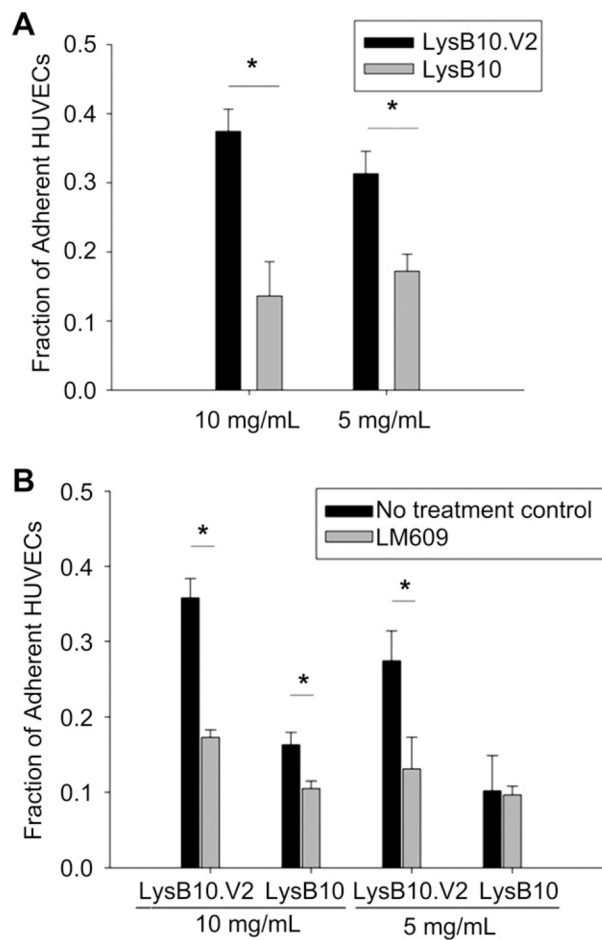 A
LysB10.V2
LysB10
Fraction of Adherent HUVECs
0.5
0.4
0.3
0.2
0.1
0.0
*
*
10 mg/mL
5 mg/mL
B
No treatment control
LM609
Fraction of Adherent HUVECs
0.5
0.4
0.3
0.2
0.1
0.0
*
*
*
LysB10.V2 LysB10 LysB10.V2 LysB10
10 mg/mL 5 mg/mL